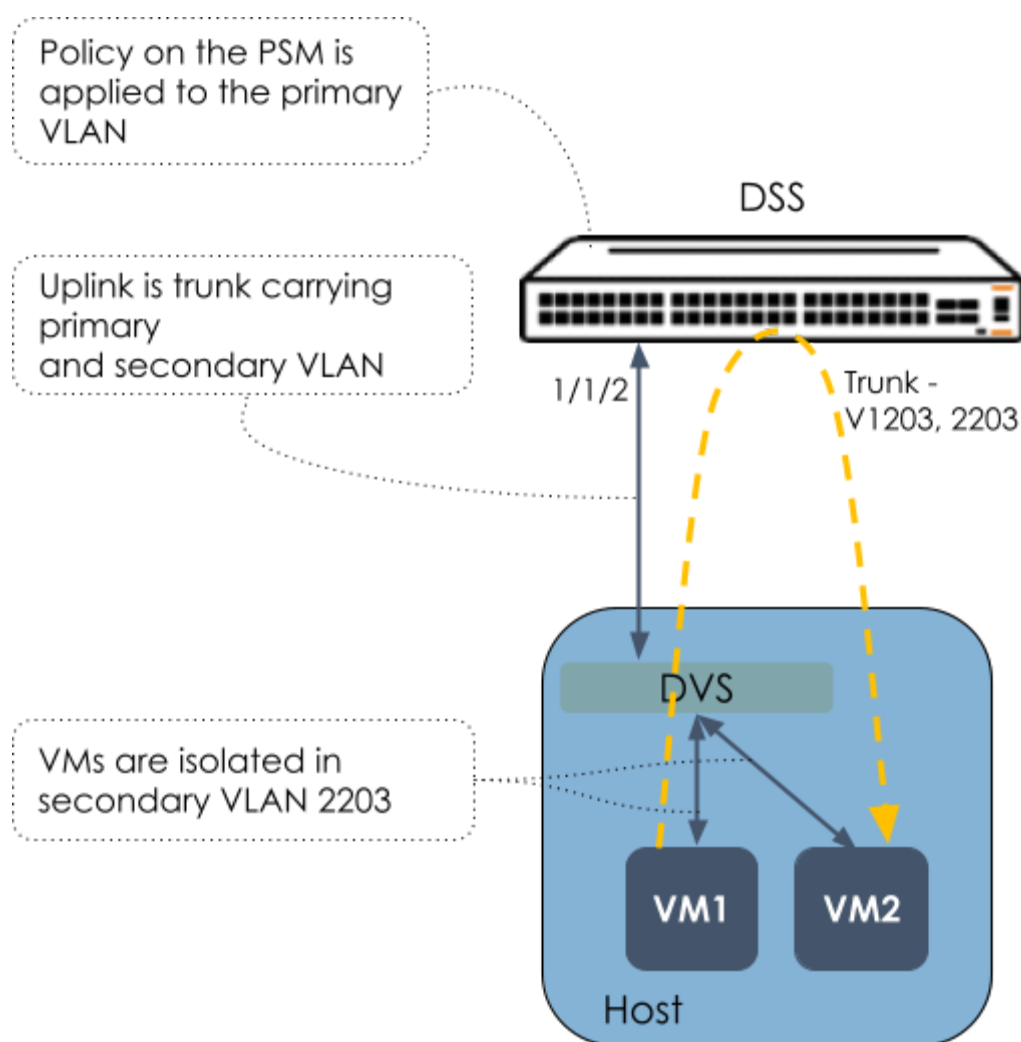 Policy on the PSM is
applied to the primary
VLAN
DSS
Uplink is trunk carrying
primary
and secondary VLAN
1/1/2
Trunk -
V1203, 2203
DVS
VMs are isolated in
secondary VLAN 2203
VM1
VM2
Host